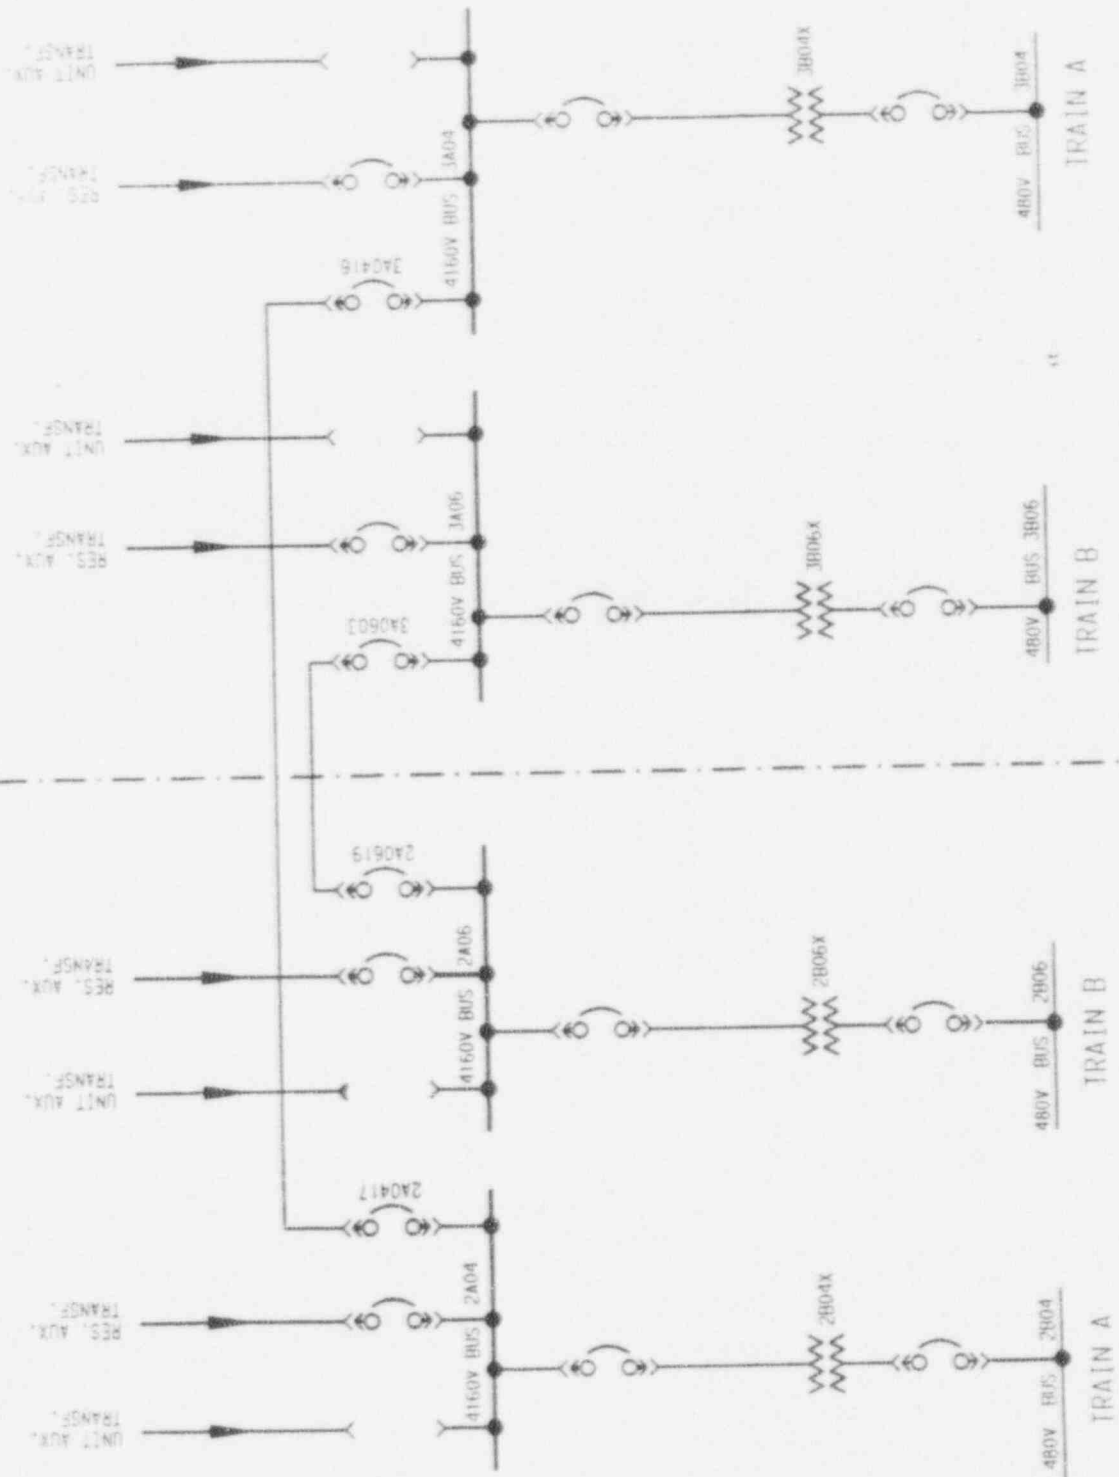 UNIT AUX.
TRANSF.
RES. AUX.
TRANSF.
2A0417
4160V BUS 2A04
2B04X
480V BUS 2B04
TRAIN A
UNIT AUX.
TRANSF.
RES. AUX.
TRANSF.
2A0619
4160V BUS 2A06
2B06X
480V BUS 2B06
TRAIN B
3A0603
RES. AUX.
TRANSF.
UNIT AUX.
TRANSF.
4160V BUS 3A06
3B06X
480V BUS 3B06
TRAIN B
3A0416
RES. AUX.
TRANSF.
UNIT AUX.
TRANSF.
4160V BUS 3A04
3B04X
480V BUS 3B04
TRAIN A